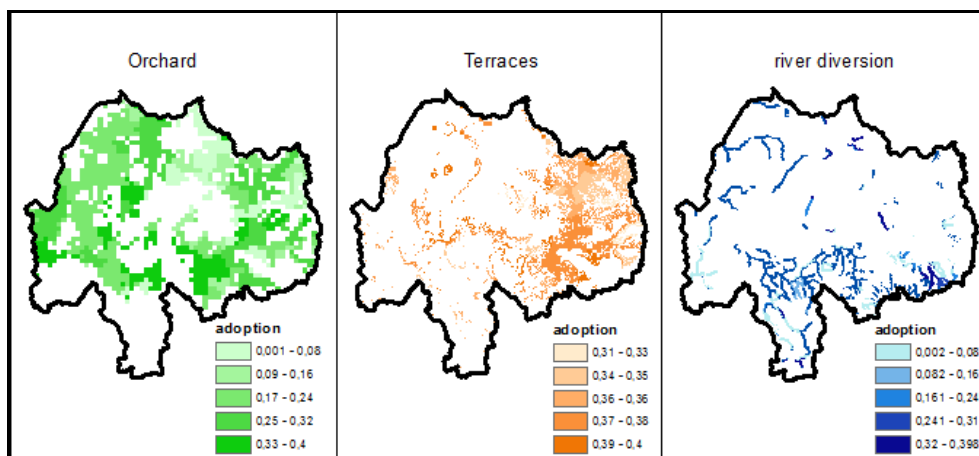 Orchard
adoption
0,001 - 0,08
0,09 - 0,16
0,17 - 0,24
0,25 - 0,32
0,33 - 0,4
Terraces
adoption
0,31 - 0,33
0,34 - 0,35
0,36 - 0,36
0,37 - 0,38
0,39 - 0,4
river diversion
adoption
0,002 - 0,08
0,082 - 0,16
0,161 - 0,24
0,241 - 0,31
0,32 - 0,398